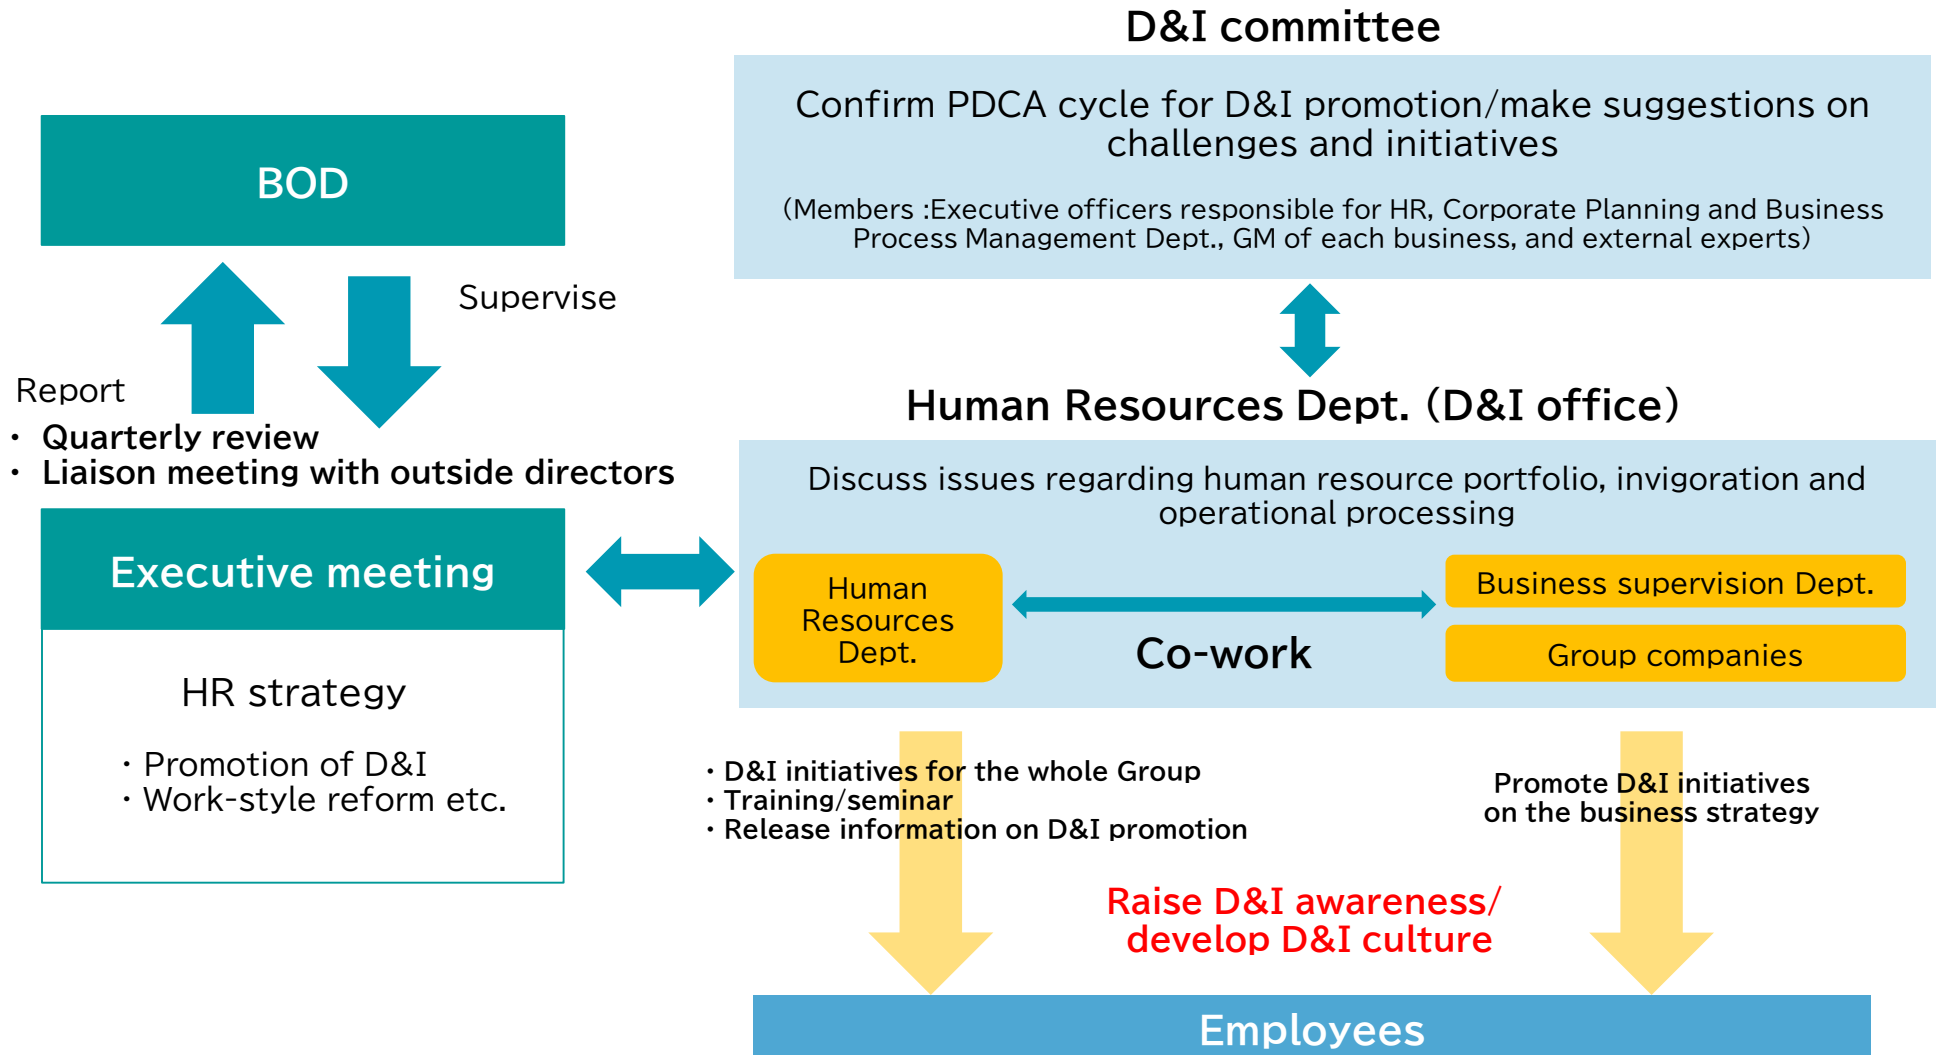 D&I committee
Confirm PDCA cycle for D&I promotion/make suggestions on
challenges and initiatives
(Members :Executive officers responsible for HR, Corporate Planning and Business
Process Management Dept., GM of each business, and external experts)
BOD
Supervise
Report
・ Quarterly review
・ Liaison meeting with outside directors
Executive meeting
HR strategy
・Promotion of D&I
・Work-style reform etc.
Human Resources Dept. (D&I office)
Discuss issues regarding human resource portfolio, invigoration and
operational processing
Human
Resources
Dept.
Co-work
Business supervision Dept.
Group companies
・D&I initiatives for the whole Group
・Training/seminar
・Release information on D&I promotion
Promote D&I initiatives
on the business strategy
Raise D&I awareness/
develop D&I culture
Employees